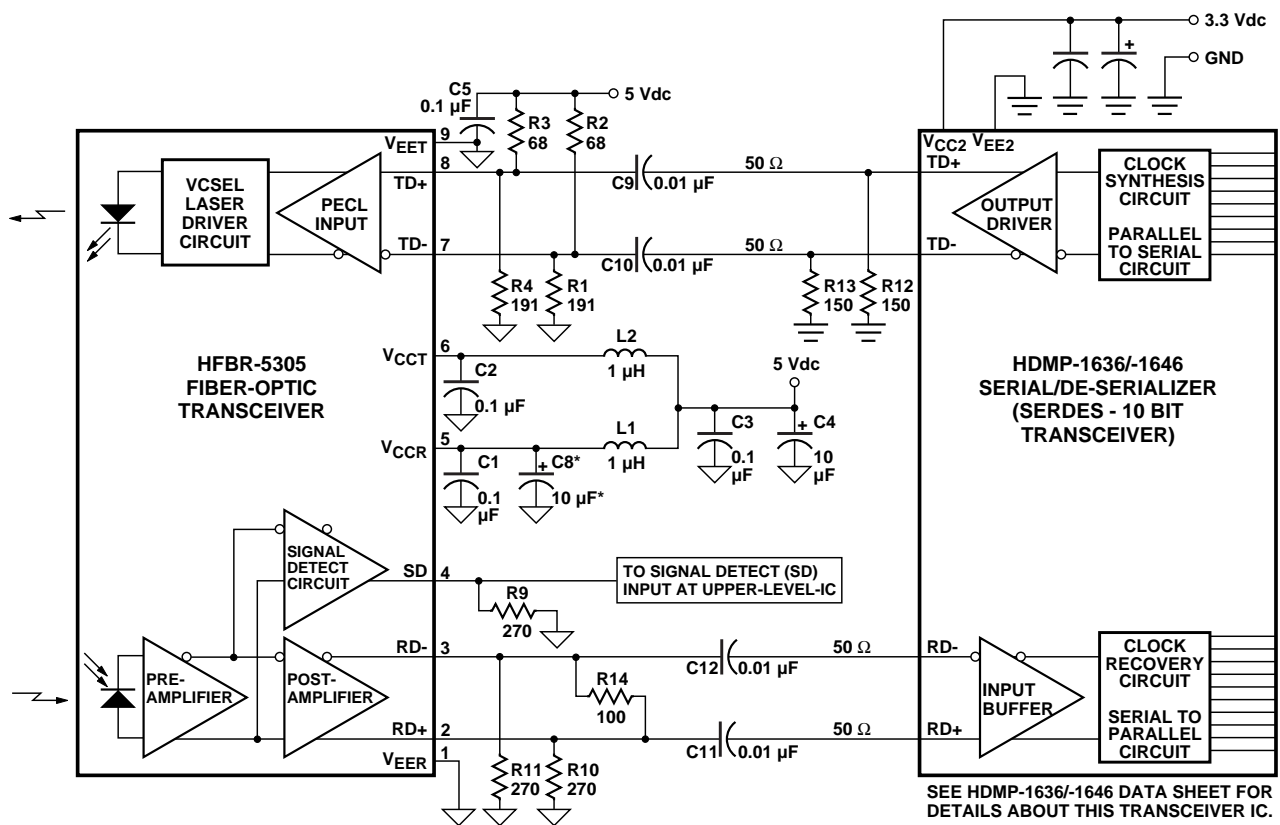 3.3 Vdc
GND
C5
0.1 µF
5 Vdc
R3
68
R2
68
9
VEET
8
TD+
VCSEL
LASER
DRIVER
CIRCUIT
PECL
INPUT
TD-
7
C9
0.01 µF
50 Ω
C10
0.01 µF
50 Ω
R4
191
R1
191
R13
150
R12
150
VCC2
VEE2
TD+
TD-
OUTPUT
DRIVER
CLOCK
SYNTHESIS
CIRCUIT
PARALLEL
TO SERIAL
CIRCUIT
HFBR-5305
FIBER-OPTIC
TRANSCEIVER
VCCT
6
C2
0.1 µF
L2
1 µH
5 Vdc
VCCR
5
C1
0.1
µF
+
C8*
10 µF*
L1
1 µH
C3
0.1
µF
+
C4
10
µF
HDMP-1636/-1646
SERIAL/DE-SERIALIZER
(SERDES - 10 BIT
TRANSCEIVER)
SIGNAL
DETECT
CIRCUIT
SD
4
R9
270
TO SIGNAL DETECT (SD)
INPUT AT UPPER-LEVEL-IC
PRE-
AMPLIFIER
POST-
AMPLIFIER
RD-
3
RD+
2
VEER
1
R14
100
R11
270
R10
270
C12
0.01 µF
50 Ω
C11
0.01 µF
50 Ω
RD-
RD+
INPUT
BUFFER
CLOCK
RECOVERY
CIRCUIT
SERIAL TO
PARALLEL
CIRCUIT
+
SEE HDMP-1636/-1646 DATA SHEET FOR
DETAILS ABOUT THIS TRANSCEIVER IC.